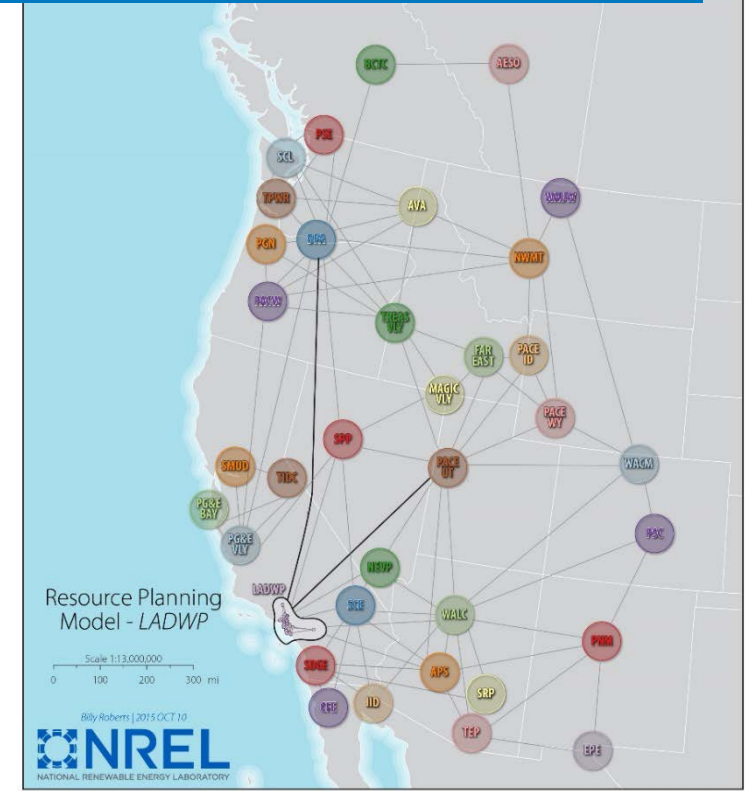 BCTC
AESO
PSE
SCL
TPWR
AVA
WAUW
PGN
BPA
NWMT
PACW
TREAS
VLY
FAR
EAST
PACE
ID
MAGIC
VLY
PACE
WY
SPP
SMUD
TIDC
PACE
UT
WACM
PG&E
BAY
PG&E
VLY
PSC
NEVP
LADWP
SCE
WALC
Resource Planning
Model - LADWP
PNM
Scale 1:13,000,000
0 100 200 300 mi
SDGE
APS
SRP
CFE
IID
TEP
EPE
Billy Roberts | 2015 OCT 10
NREL
NATIONAL RENEWABLE ENERGY LABORATORY